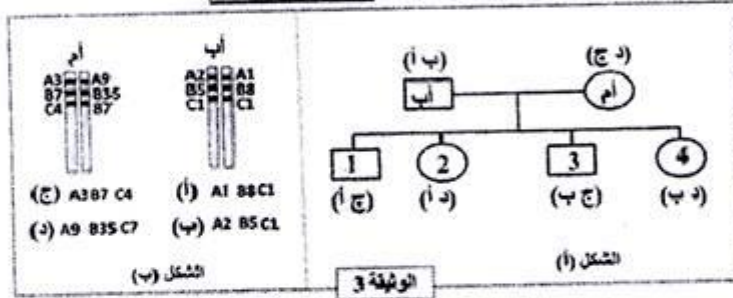 أم
أب
A3 A9
B7 B35
C4 B7
A2 A1
B5 B8
C1 C1
(ج) A3 B7 C4
(أ) A1 B8 C1
(د) A9 B35 C7
(ب) A2 B5 C1
الشكل (ب)
(ب أ)
(د ج)
أب
أم
1 2 3 4
(ج أ) (د أ) (ج ب) (د ب)
الشكل (أ)
الوثيقة 3